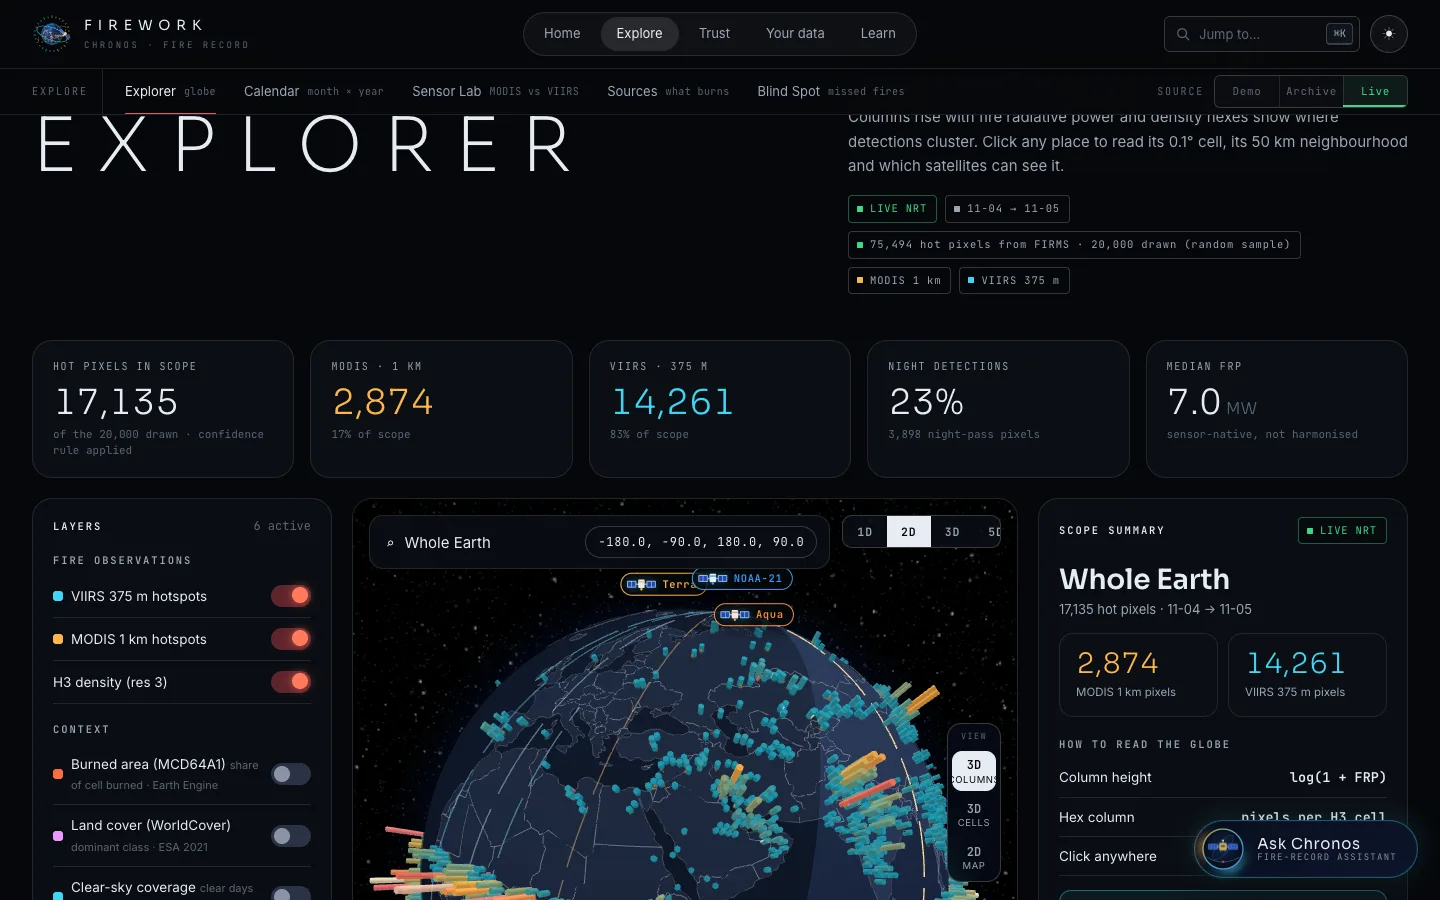 FIREWORK
CHRONOS · FIRE RECORD
Home Explore Trust Your data Learn
Jump to... ⌘K
EXPLORE
Explorer globe
Calendar month × year
Sensor Lab MODIS vs VIIRS
Sources what burns
Blind Spot missed fires
SOURCE Demo Archive Live
EXPLORER
Columns rise with fire radiative power and density hexes show where
detections cluster. Click any place to read its 0.1° cell, its 50 km neighbourhood
and which satellites can see it.
LIVE NRT 11-04 → 11-05
75,494 hot pixels from FIRMS · 20,000 drawn (random sample)
MODIS 1 km VIIRS 375 m
HOT PIXELS IN SCOPE
17,135
of the 20,000 drawn · confidence
rule applied
MODIS · 1 KM
2,874
17% of scope
VIIRS · 375 M
14,261
83% of scope
NIGHT DETECTIONS
23%
3,898 night-pass pixels
MEDIAN FRP
7.0 MW
sensor-native, not harmonised
LAYERS 6 active
FIRE OBSERVATIONS
VIIRS 375 m hotspots
MODIS 1 km hotspots
H3 density (res 3)
CONTEXT
Burned area (MCD64A1) share
of cell burned · Earth Engine
Land cover (WorldCover)
dominant class · ESA 2021
Clear-sky coverage clear days
Whole Earth -180.0, -90.0, 180.0, 90.0
1D 2D 3D 5D
Terra
NOAA-21
Aqua
VIEW
3D
COLUMNS
3D
CELLS
2D
MAP
SCOPE SUMMARY LIVE NRT
Whole Earth
17,135 hot pixels · 11-04 → 11-05
2,874
MODIS 1 km pixels
14,261
VIIRS 375 m pixels
HOW TO READ THE GLOBE
Column height log(1 + FRP)
Hex column pixels per H3 cell
Click anywhere
Ask Chronos
FIRE-RECORD ASSISTANT